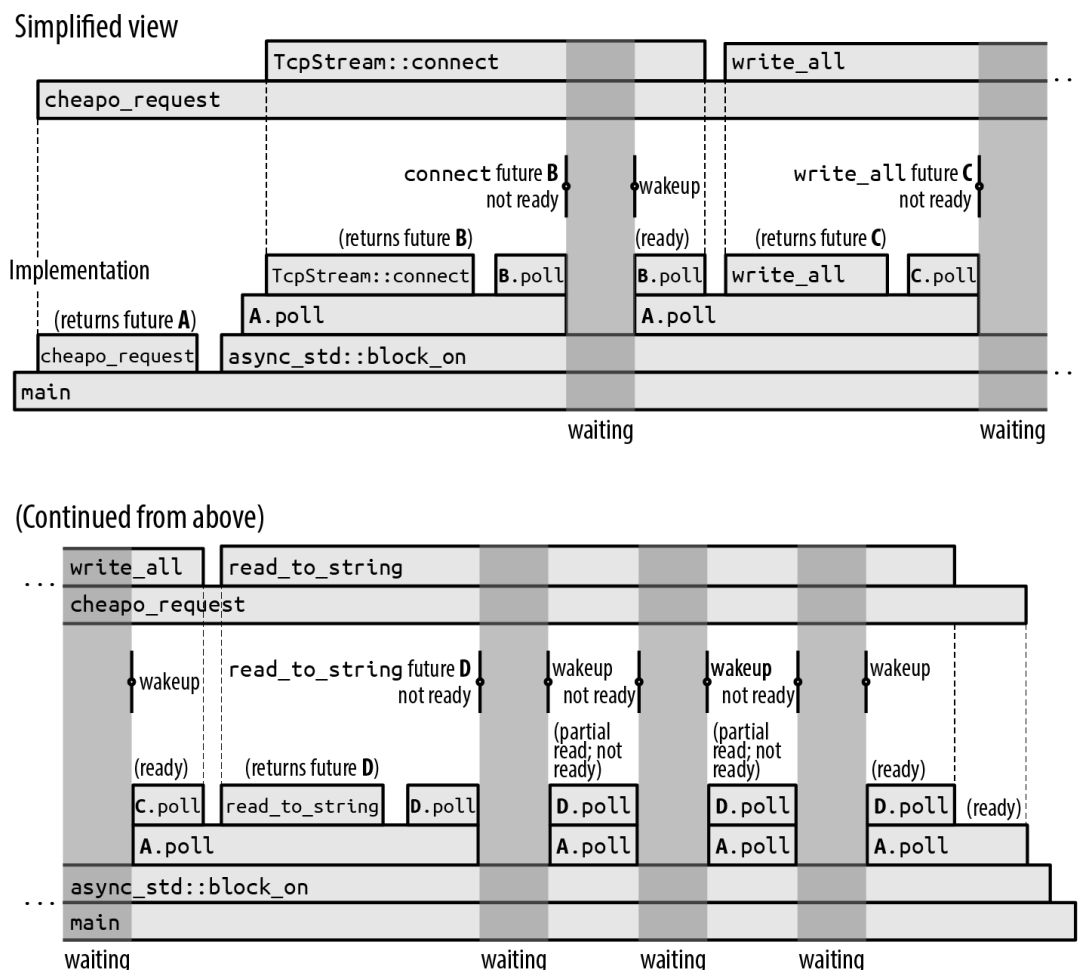 Simplified view
TcpStream::connect
write_all
cheapo_request
..
connect future B
not ready
wakeup
write_all future C
not ready
(returns future B)
(ready)
(returns future C)
Implementation
TcpStream::connect
B.poll
B.poll
write_all
C.poll
(returns future A)
A.poll
A.poll
cheapo_request
async_std::block_on
..
main
waiting
waiting
(Continued from above)
write_all
read_to_string
...
cheapo_request
wakeup
read_to_string future D
not ready
wakeup
not ready
wakeup
not ready
wakeup
(partial
read; not
ready)
(partial
read; not
ready)
(ready)
(returns future D)
(ready)
C.poll
read_to_string
D.poll
D.poll
D.poll
D.poll
(ready)
A.poll
A.poll
A.poll
A.poll
async_std::block_on
...
main
waiting
waiting
waiting
waiting